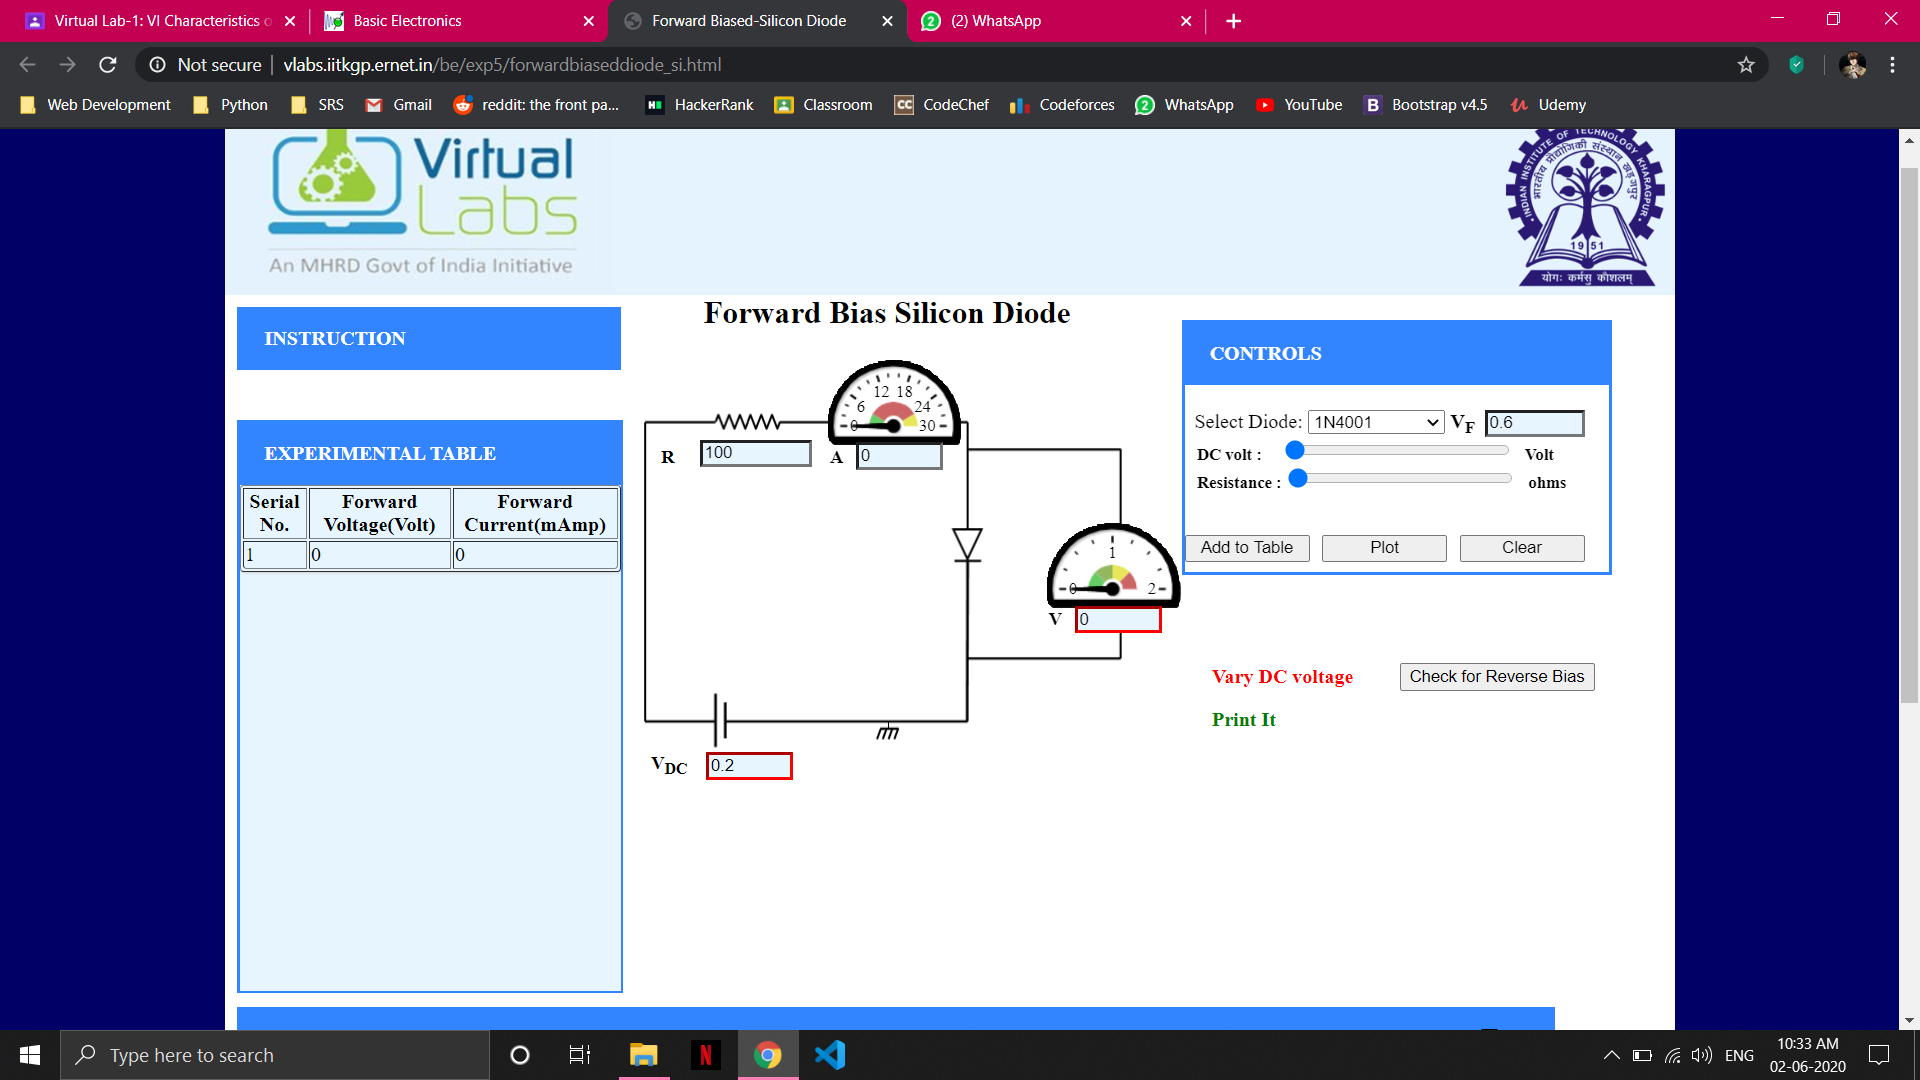 Virtual Lab-1: VI Characteristics o
Basic Electronics
Forward Biased-Silicon Diode
(2) WhatsApp
Not secure | vlabs.iitkgp.ernet.in/be/exp5/forwardbiaseddiode_si.html
Web Development Python SRS Gmail reddit: the front pa... HackerRank Classroom CodeChef Codeforces WhatsApp YouTube Bootstrap v4.5 Udemy
Virtual
Labs
An MHRD Govt of India Initiative
INDIAN INSTITUTE OF TECHNOLOGY KHARAGPUR
भारतीय प्रौद्योगिकी संस्थान खड़गपुर
1951
योगः कर्मसु कौशलम्
Forward Bias Silicon Diode
INSTRUCTION
EXPERIMENTAL TABLE
Serial No. Forward Voltage(Volt) Forward Current(mAmp)
1 0 0
0 6 12 18 24 30
R 100 A 0
0 1 2
V 0
VDC 0.2
CONTROLS
Select Diode: 1N4001 VF 0.6
DC volt : Volt
Resistance : ohms
Add to Table Plot Clear
Vary DC voltage Check for Reverse Bias
Print It
Type here to search
ENG
10:33 AM
02-06-2020